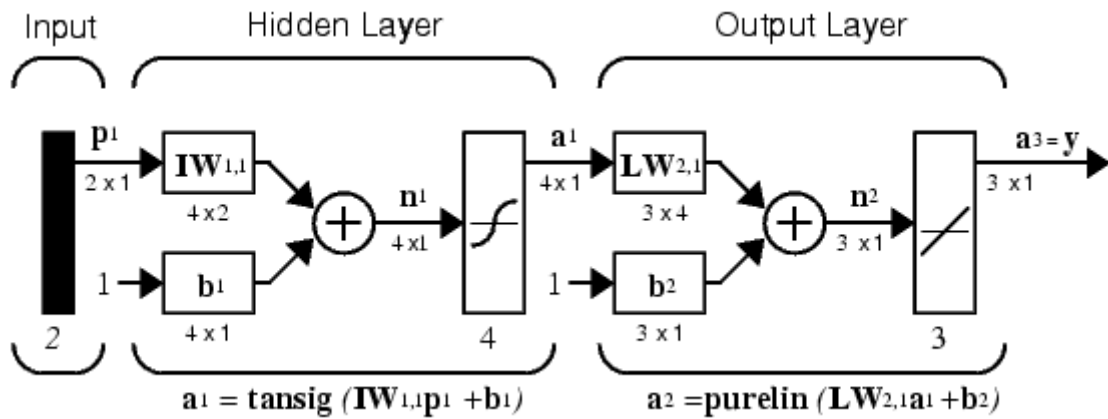 Input Hidden Layer Output Layer
p1 a1 a3 = y
IW1,1 LW2,1
2 x 1 4 x 1 3 x 1
4 x 2 n1 3 x 4 n2
4 x1 3 x 1
1 b1 1 b2
2 4 x 1 4 3 x 1 3
a1 = tansig (IW1,1p1 +b1) a2 =purelin (LW2,1a1 +b2)